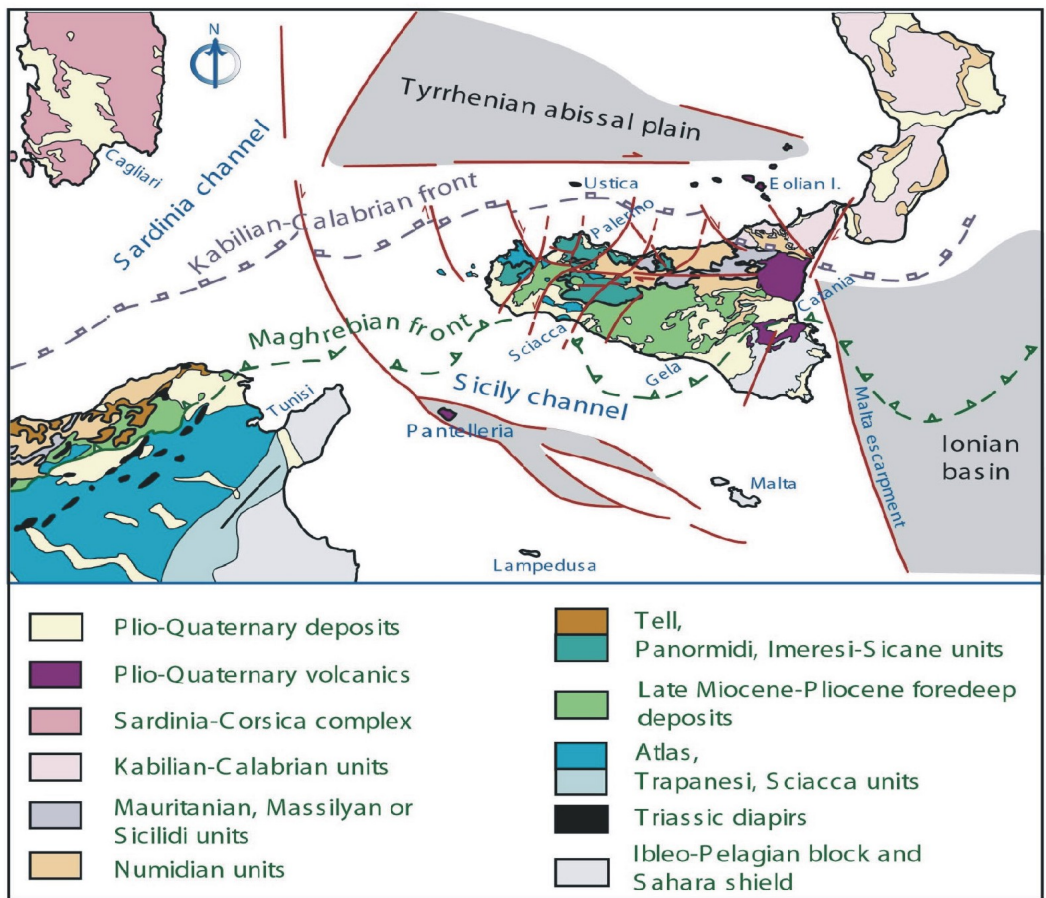 N
Tyrrhenian abissal plain
Cagliari
Sardinia channel
Kabilian-Calabrian front
Ustica
Eolian I.
Palermo
Maghrebian front
Sciacca
Catania
Gela
Tunisi
Sicily channel
Pantelleria
Malta escarpment
Ionian
basin
Malta
Lampedusa
Plio-Quaternary deposits
Plio-Quaternary volcanics
Sardinia-Corsica complex
Kabilian-Calabrian units
Mauritanian, Massilyan or
Sicilidi units
Numidian units
Tell,
Panormidi, Imeresi-Sicane units
Late Miocene-Pliocene foredeep
deposits
Atlas,
Trapanesi, Sciacca units
Triassic diapirs
Ibleo-Pelagian block and
Sahara shield